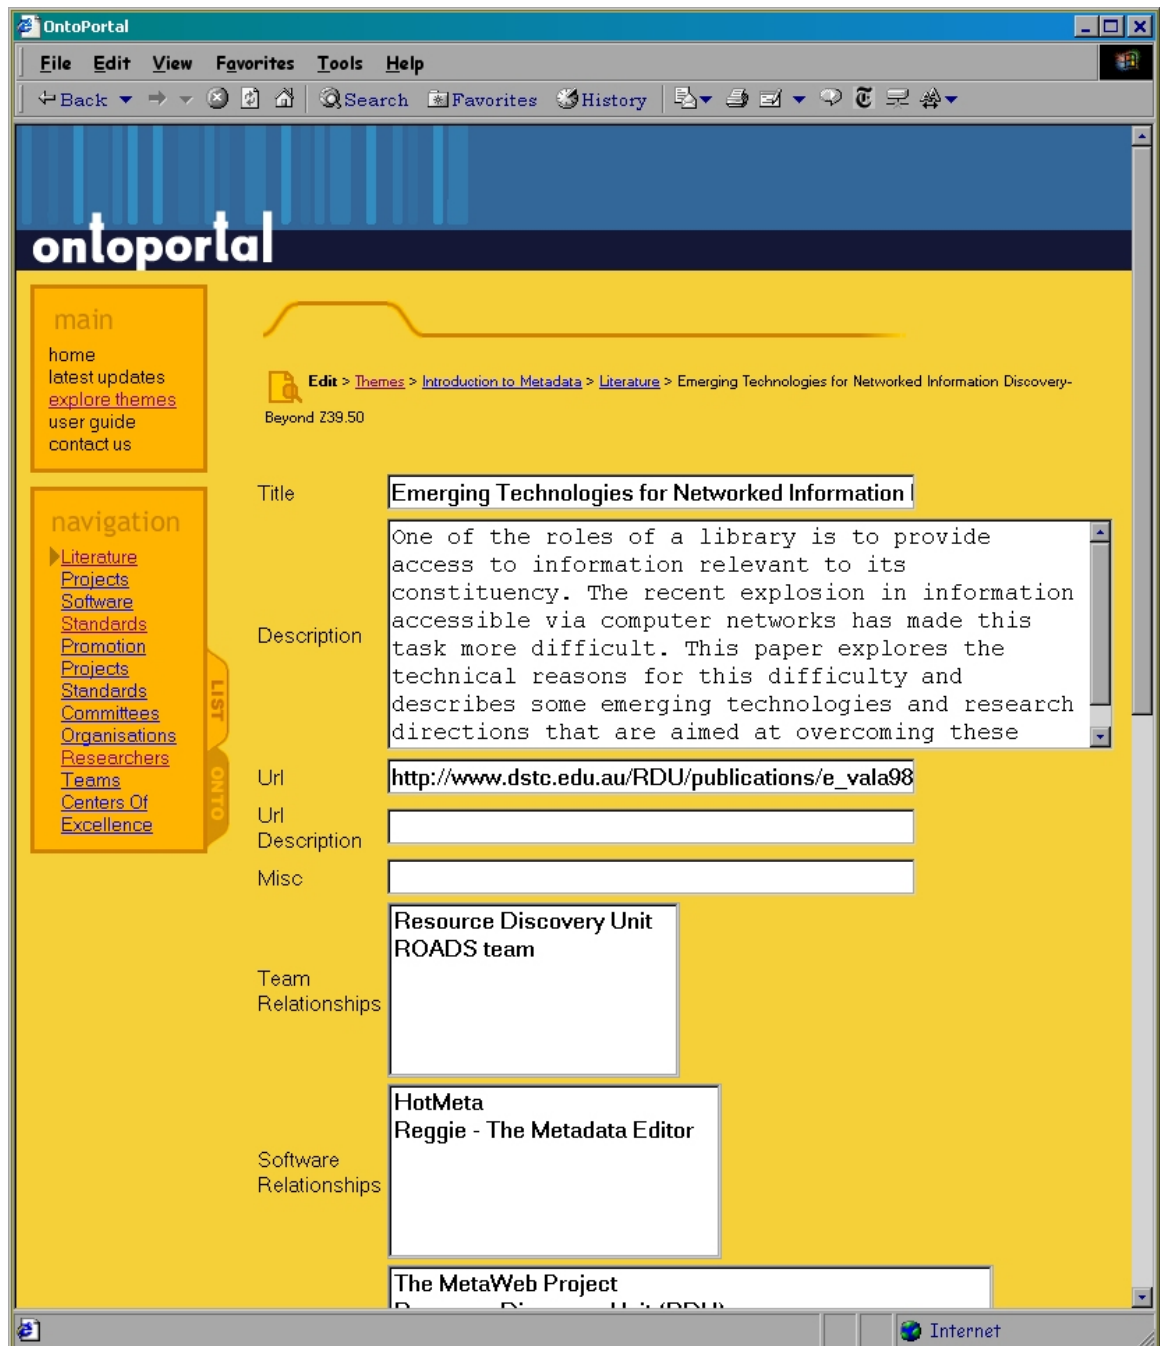 OntoPortal
File Edit View Favorites Tools Help
Back Search Favorites History
ontoportal
main
home
latest updates
explore themes
user guide
contact us
navigation
Literature
Projects
Software
Standards
Promotion
Projects
Standards
Committees
Organisations
Researchers
Teams
Centers Of
Excellence
LIST
ONTO
Edit > Themes > Introduction to Metadata > Literature > Emerging Technologies for Networked Information Discovery-
Beyond Z39.50
Title
Emerging Technologies for Networked Information
Description
One of the roles of a library is to provide
access to information relevant to its
constituency. The recent explosion in information
accessible via computer networks has made this
task more difficult. This paper explores the
technical reasons for this difficulty and
describes some emerging technologies and research
directions that are aimed at overcoming these
Url
http://www.dstc.edu.au/RDU/publications/e_vala98
Url
Description
Misc
Team
Relationships
Resource Discovery Unit
ROADS team
Software
Relationships
HotMeta
Reggie - The Metadata Editor
The MetaWeb Project
Resource Discovery Unit (RDU)
Internet